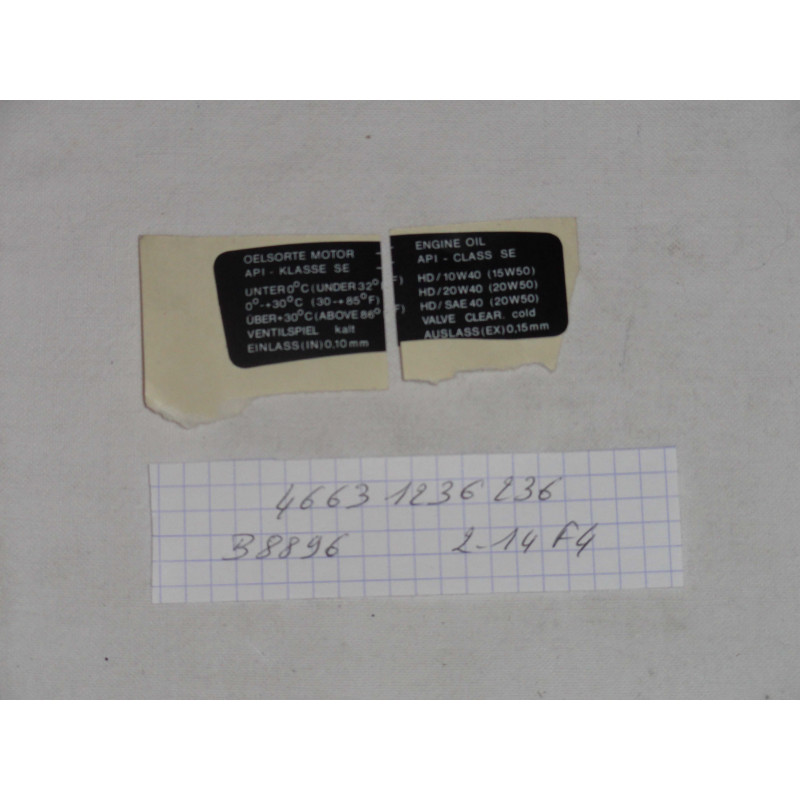 OELSORTE MOTOR
API - KLASSE SE
UNTER 0°C (UNDER 32°F)
0°-+30°C (30-+85°F)
ÜBER+30°C (ABOVE 86°F)
VENTILSPIEL kalt
EINLASS (IN) 0,10 mm
ENGINE OIL
API - CLASS SE
HD/10W40 (15W50)
HD/20W40 (20W50)
HD/SAE 40 (20W50)
VALVE CLEAR. cold
AUSLASS (EX) 0,15 mm
4663 1236 236
B8896 2-14 F4